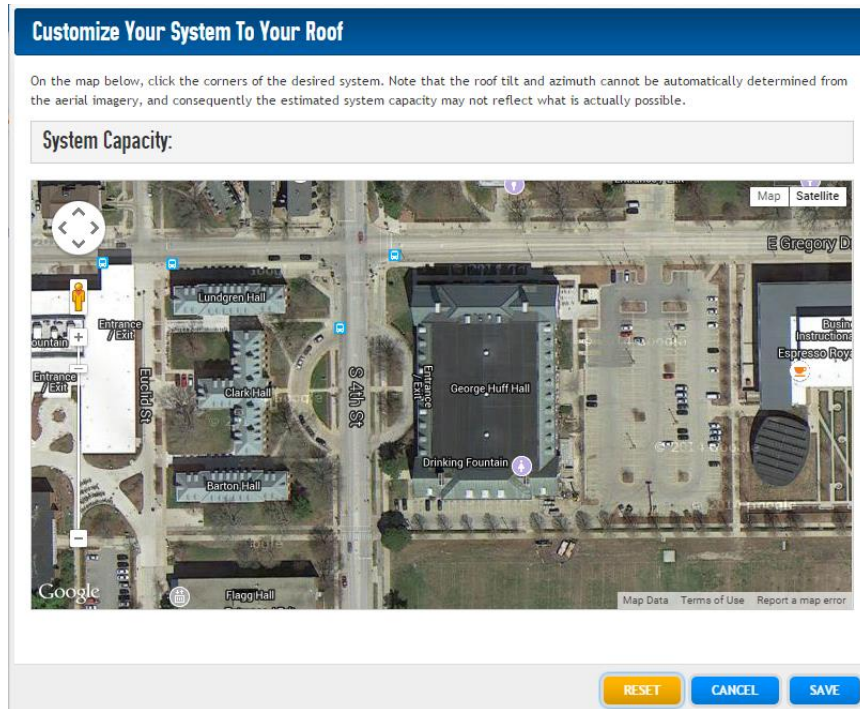 Customize Your System To Your Roof
On the map below, click the corners of the desired system. Note that the roof tilt and azimuth cannot be automatically determined from
the aerial imagery, and consequently the estimated system capacity may not reflect what is actually possible.
System Capacity:
Map Satellite
E Gregory D
Lundgren Hall
Entrance
/ Exit
ountain
Entrance
/ Exit
Euclid St
Clark Hall
S 4th St
Entrance
/ Exit
George Huff Hall
Busine
Instructiona
Espresso Roya
Drinking Fountain
Barton Hall
Flagg Hall
Google
Map Data Terms of Use Report a map error
RESET CANCEL SAVE